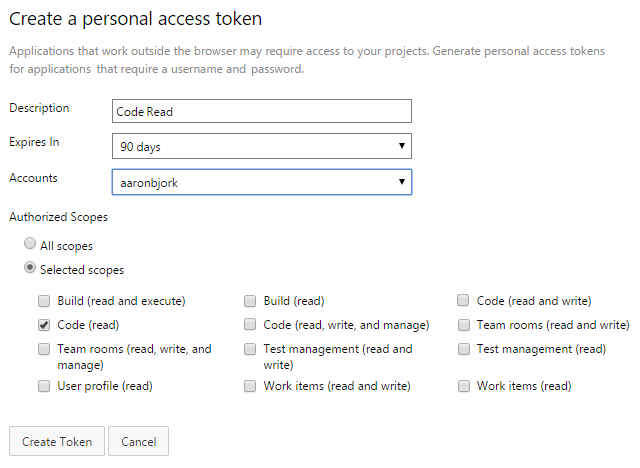 Create a personal access token
Applications that work outside the browser may require access to your projects. Generate personal access tokens
for applications that require a username and password.
Description
Code Read
Expires In
90 days
Accounts
aaronbjork
Authorized Scopes
All scopes
Selected scopes
Build (read and execute) Build (read) Code (read and write)
Code (read) Code (read, write, and manage) Team rooms (read and write)
Team rooms (read, write, and Test management (read and Test management (read)
manage) write)
User profile (read) Work items (read and write) Work items (read)
Create Token Cancel